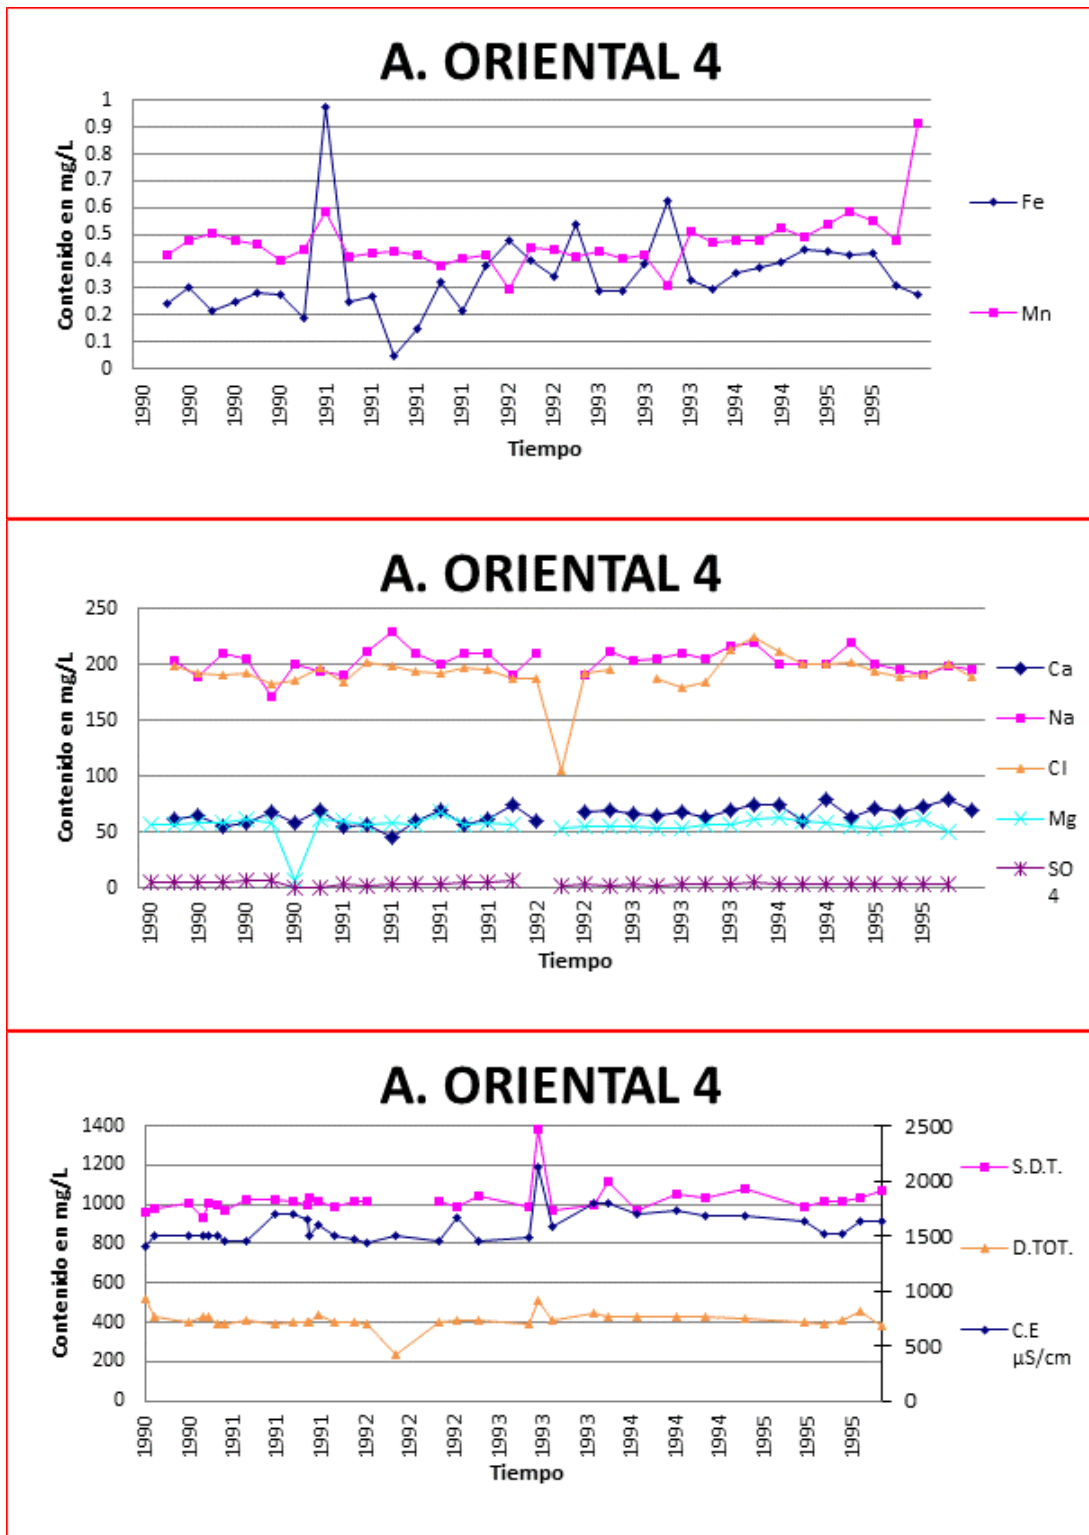 A. ORIENTAL 4
Contenido en mg/L
1
0.9
0.8
0.7
0.6
0.5
0.4
0.3
0.2
0.1
0
1990 1990 1990 1990 1991 1991 1991 1991 1992 1992 1993 1993 1993 1994 1994 1995 1995
Tiempo
Fe
Mn
A. ORIENTAL 4
Contenido en mg/L
250
200
150
100
50
0
1990 1990 1990 1990 1991 1991 1991 1991 1992 1992 1993 1993 1993 1994 1994 1995 1995
Tiempo
Ca
Na
Cl
Mg
SO
4
A. ORIENTAL 4
Contenido en mg/L
1400
1200
1000
800
600
400
200
0
2500
2000
1500
1000
500
0
1990 1990 1991 1991 1991 1992 1992 1992 1993 1993 1994 1994 1994 1995 1995
Tiempo
S.D.T.
D.TOT.
C.E
µS/cm